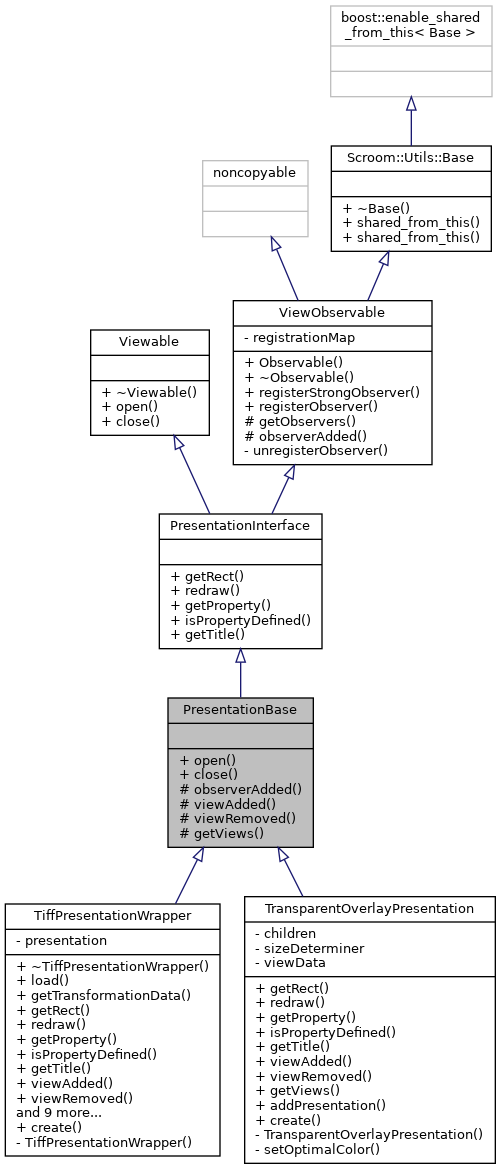 boost::enable_shared
_from_this< Base >
Scroom::Utils::Base
+ ~Base()
+ shared_from_this()
+ shared_from_this()
noncopyable
ViewObservable
- registrationMap
+ Observable()
+ ~Observable()
+ registerStrongObserver()
+ registerObserver()
# getObservers()
# observerAdded()
- unregisterObserver()
Viewable
+ ~Viewable()
+ open()
+ close()
PresentationInterface
+ getRect()
+ redraw()
+ getProperty()
+ isPropertyDefined()
+ getTitle()
PresentationBase
+ open()
+ close()
# observerAdded()
# viewAdded()
# viewRemoved()
# getViews()
TiffPresentationWrapper
- presentation
+ ~TiffPresentationWrapper()
+ load()
+ getTransformationData()
+ getRect()
+ redraw()
+ getProperty()
+ isPropertyDefined()
+ getTitle()
+ viewAdded()
+ viewRemoved()
and 9 more...
+ create()
- TiffPresentationWrapper()
TransparentOverlayPresentation
- children
- sizeDeterminer
- viewData
+ getRect()
+ redraw()
+ getProperty()
+ isPropertyDefined()
+ getTitle()
+ viewAdded()
+ viewRemoved()
+ getViews()
+ addPresentation()
+ create()
- TransparentOverlayPresentation()
- setOptimalColor()